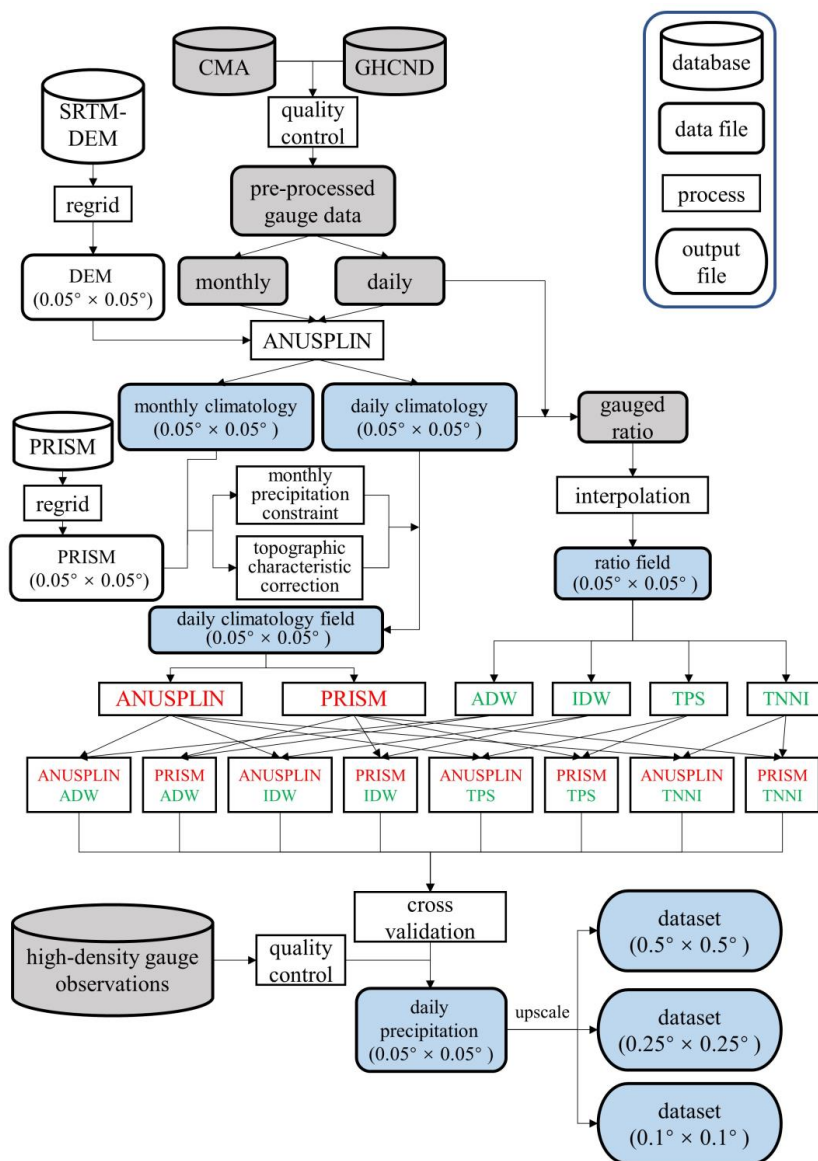 CMA
GHCND
database
SRTM-
DEM
quality
control
data file
regrid
pre-processed
gauge data
process
DEM
(0.05° × 0.05°)
monthly
daily
output
file
ANUSPLIN
monthly climatology
(0.05° × 0.05°)
daily climatology
(0.05° × 0.05° )
gauged
ratio
PRISM
monthly
precipitation
constraint
regrid
interpolation
PRISM
(0.05° × 0.05°)
topographic
characteristic
correction
ratio field
(0.05° × 0.05° )
daily climatology field
(0.05° × 0.05° )
ANUSPLIN
PRISM
ADW
IDW
TPS
TNNI
ANUSPLIN
ADW
PRISM
ADW
ANUSPLIN
IDW
PRISM
IDW
ANUSPLIN
TPS
PRISM
TPS
ANUSPLIN
TNNI
PRISM
TNNI
cross
validation
high-density gauge
observations
quality
control
daily
precipitation
(0.05° × 0.05° )
upscale
dataset
(0.5° × 0.5° )
dataset
(0.25° × 0.25° )
dataset
(0.1° × 0.1° )